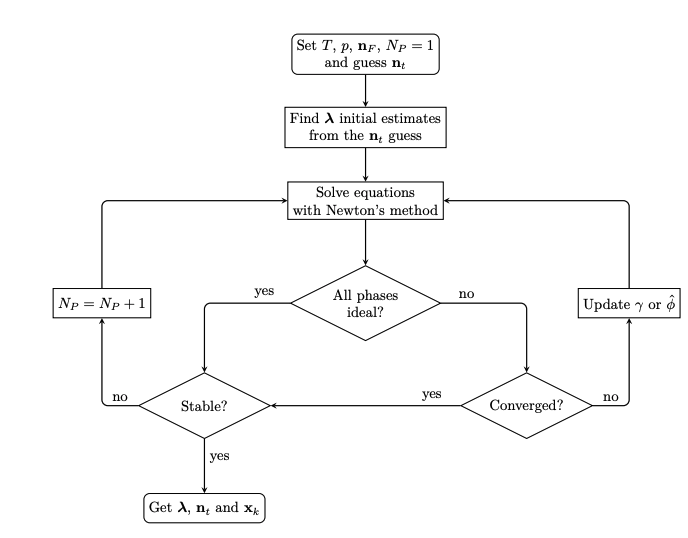 Set T, p, n_F, N_P = 1
and guess n_t
Find λ initial estimates
from the n_t guess
Solve equations
with Newton's method
yes
All phases
ideal?
no
N_P = N_P + 1
Update γ or φ̂
no
Stable?
yes
Converged?
no
yes
Get λ, n_t and x_k